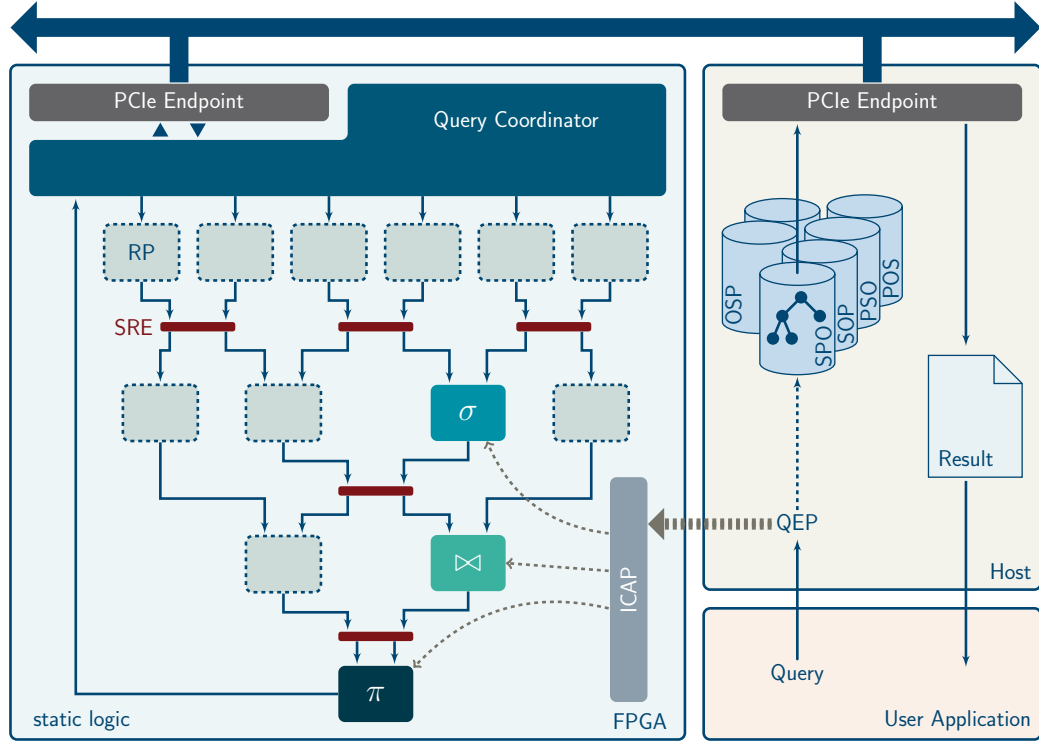 PCIe Endpoint
Query Coordinator
PCIe Endpoint
RP
SRE
OSP
SPO
SOP
PSO
POS
σ
Result
QEP
⋈
ICAP
Host
π
Query
static logic
FPGA
User Application